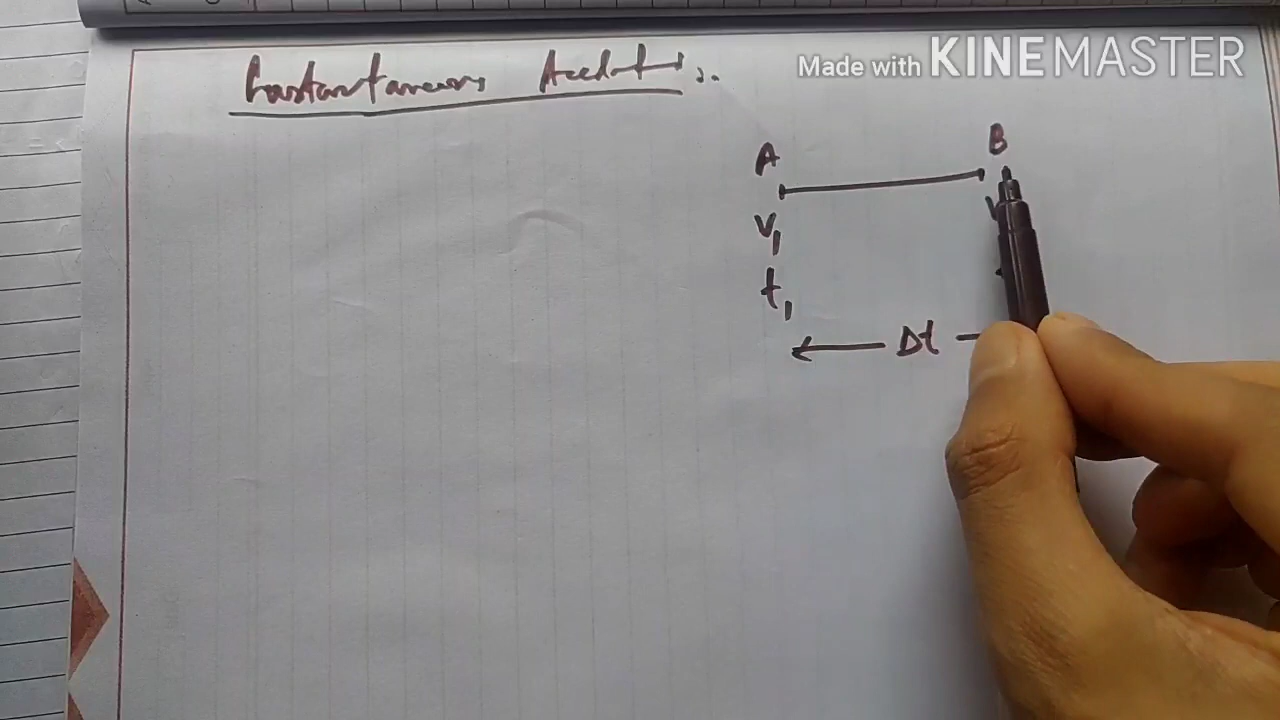 Instantaneous Acceleration :-
Made with KINEMASTER
A B
V1 V
t1
Δt